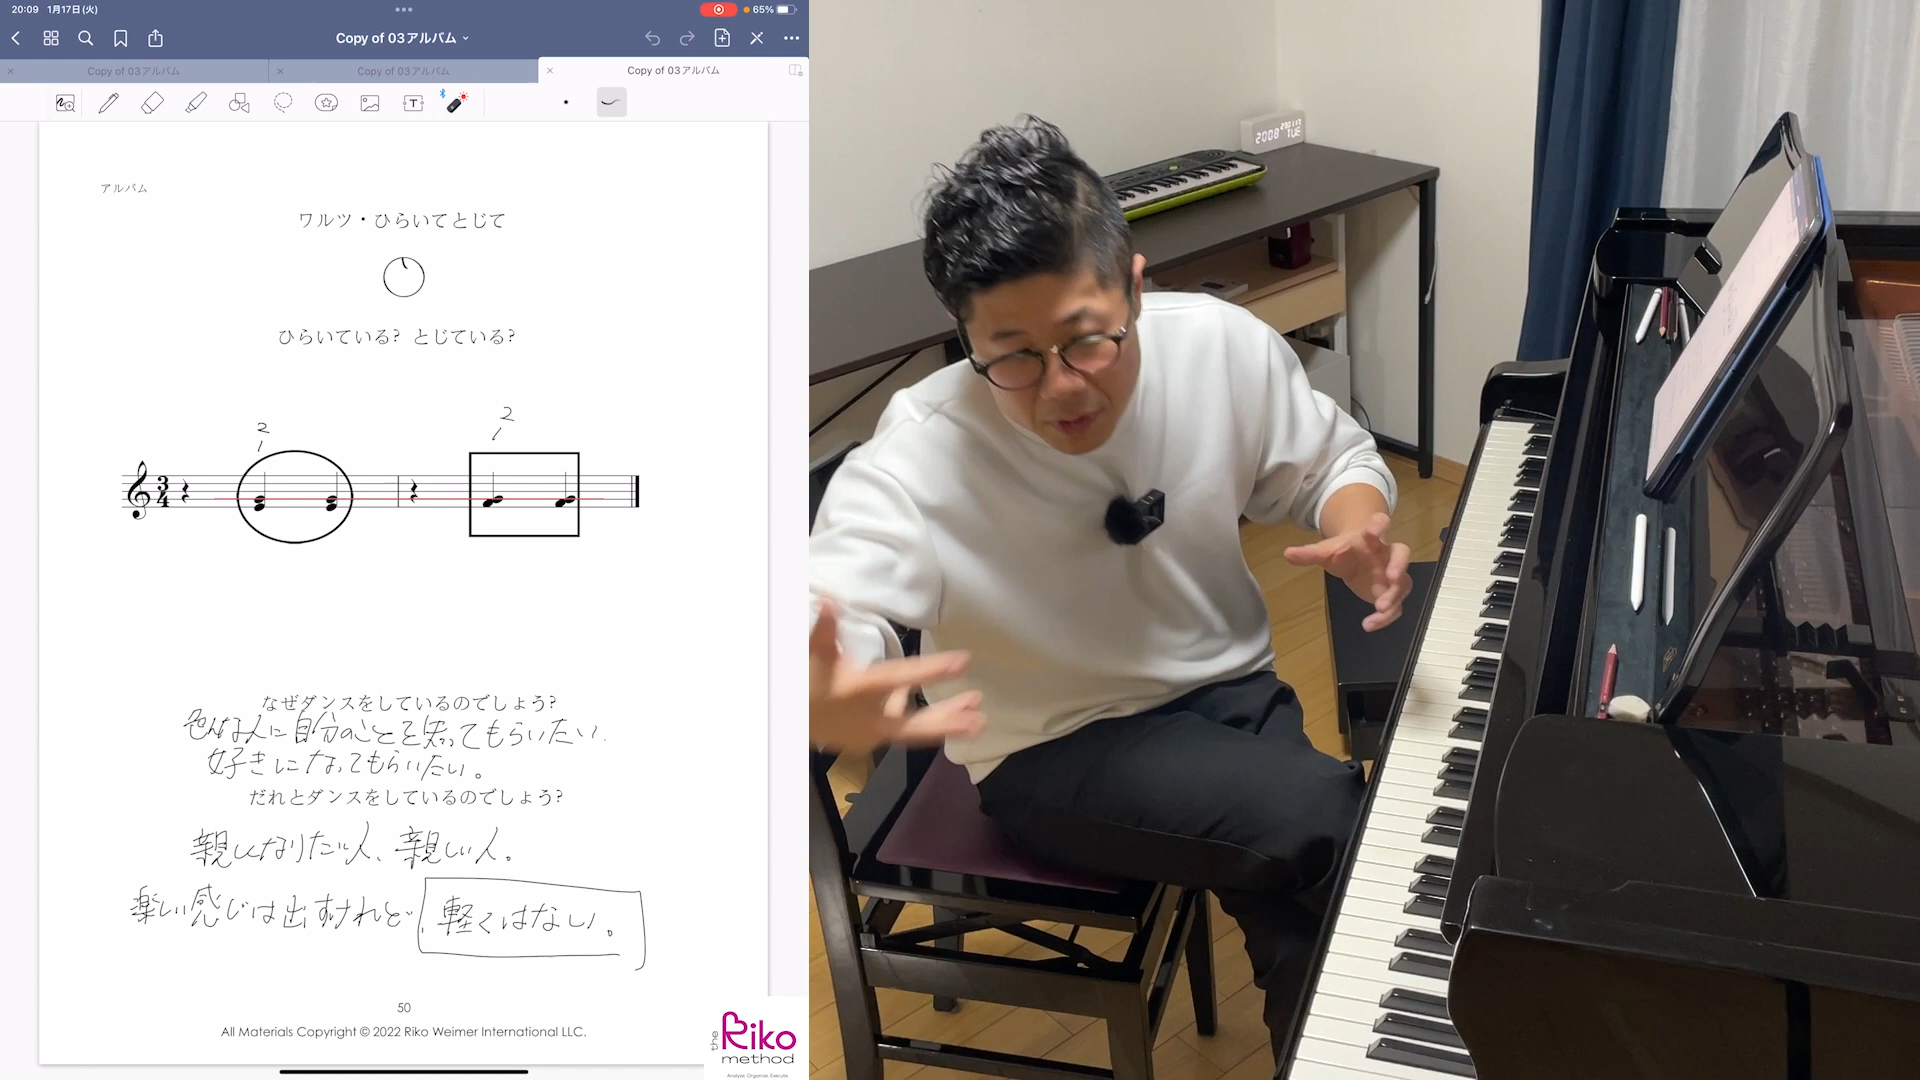 20:09 1月17日(火)
65%
Copy of 03アルバム
Copy of 03アルバム
Copy of 03アルバム
Copy of 03アルバム
アルバム
ワルツ・ひらいてとじて
ひらいている? とじている?
2
2
3
4
なぜダンスをしているのでしょう?
色んな人に自分のことを知ってもらいたい.
好きになってもらいたい。
だれとダンスをしているのでしょう?
親しくなりたい人、親しい人。
楽しい感じは出すけれど、軽くはない。
50
All Materials Copyright © 2022 Riko Weimer International LLC.
the Riko method
Analyze. Organize. Execute.
2008
TUE